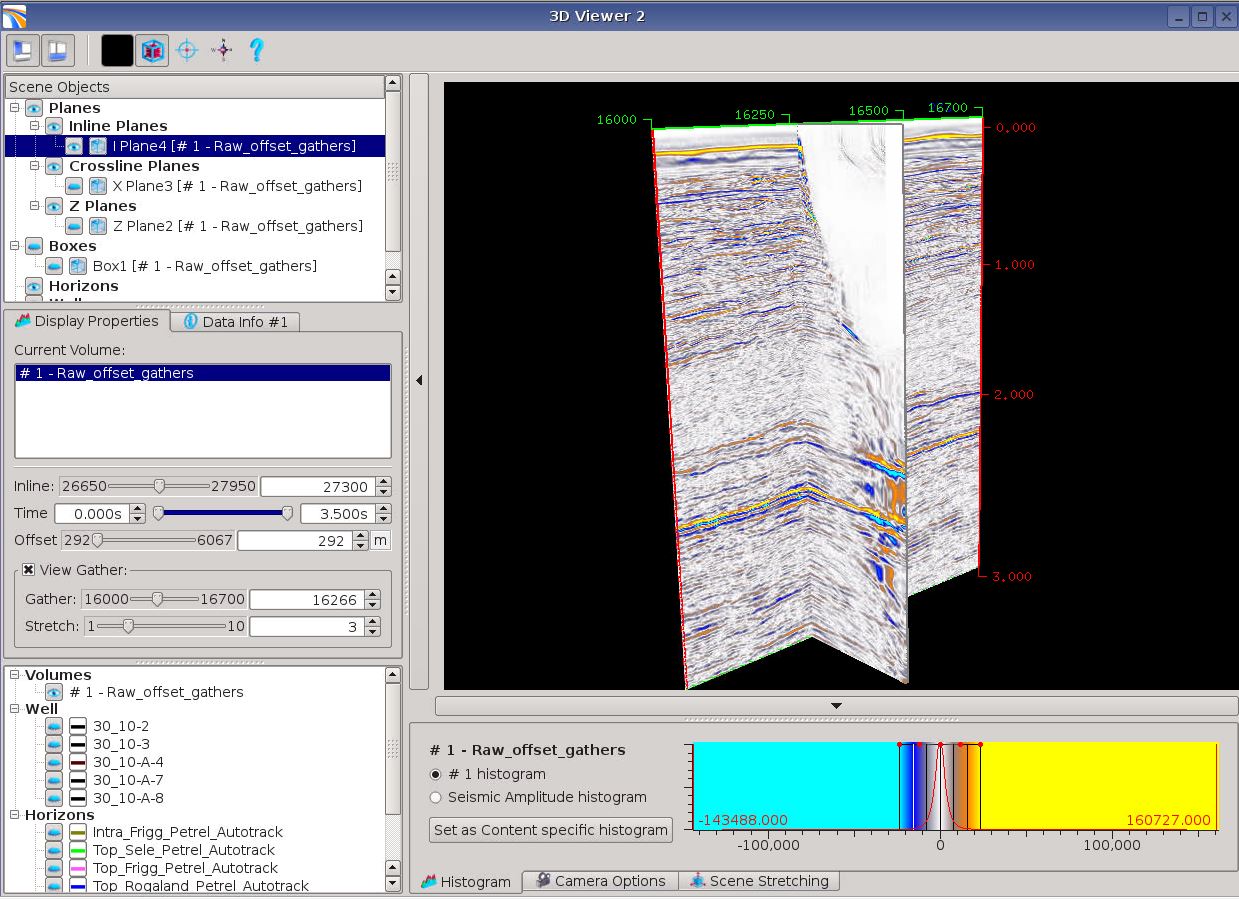 3D Viewer 2
Scene Objects
Planes
Inline Planes
I Plane4 [# 1 - Raw_offset_gathers]
Crossline Planes
X Plane3 [# 1 - Raw_offset_gathers]
Z Planes
Z Plane2 [# 1 - Raw_offset_gathers]
Boxes
Box1 [# 1 - Raw_offset_gathers]
Horizons
Display Properties Data Info #1
Current Volume:
# 1 - Raw_offset_gathers
Inline: 26650 27950 27300
Time 0.000s 3.500s
Offset 292 6067 292 m
View Gather:
Gather: 16000 16700 16266
Stretch: 1 10 3
Volumes
# 1 - Raw_offset_gathers
Well
30_10-2
30_10-3
30_10-A-4
30_10-A-7
30_10-A-8
Horizons
Intra_Frigg_Petrel_Autotrack
Top_Sele_Petrel_Autotrack
Top_Frigg_Petrel_Autotrack
Top_Rogaland_Petrel_Autotrack
16000 16250 16500 16700
0.000
1.000
2.000
3.000
# 1 - Raw_offset_gathers
# 1 histogram
Seismic Amplitude histogram
Set as Content specific histogram
-143488.000 160727.000
-100,000 0 100,000
Histogram Camera Options Scene Stretching